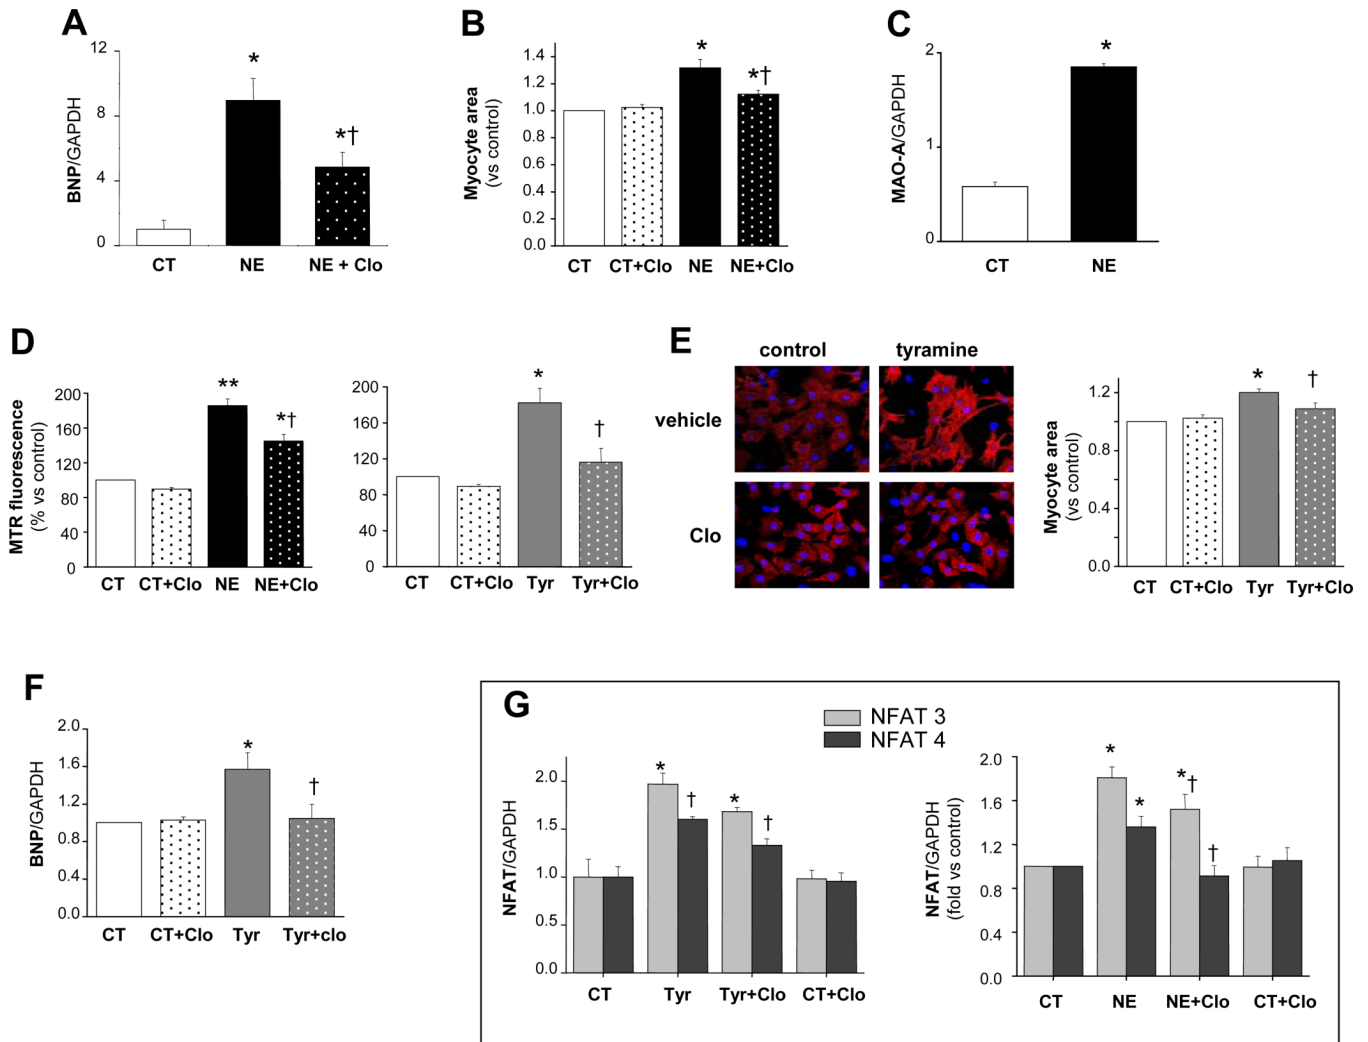 A
BNP/GAPDH
12
8
4
0
*
*†
CT
NE
NE + Clo
B
Myocyte area
(vs control)
1.4
1.2
1.0
0.8
0.6
0.4
0.2
0.0
*
*†
CT
CT+Clo
NE
NE+Clo
C
MAO-A/GAPDH
2
1
0
*
CT
NE
D
MTR fluorescence
(% vs control)
200
160
120
80
40
0
**
*†
CT
CT+Clo
NE
NE+Clo
200
160
120
80
40
0
*
†
CT
CT+Clo
Tyr
Tyr+Clo
E
control
tyramine
vehicle
Clo
Myocyte area
(vs control)
1.2
0.8
0.4
0.0
*
†
CT
CT+Clo
Tyr
Tyr+Clo
F
BNP/GAPDH
2.0
1.6
1.2
0.8
0.4
0.0
*
†
CT
CT+Clo
Tyr
Tyr+clo
G
NFAT 3
NFAT 4
NFAT/GAPDH
2.0
1.5
1.0
0.5
0.0
*
†
*
†
CT
Tyr
Tyr+Clo
CT+Clo
NFAT/GAPDH
(fold vs control)
2.0
1.6
1.2
0.8
0.4
0.0
*
*
*†
†
CT
NE
NE+Clo
CT+Clo